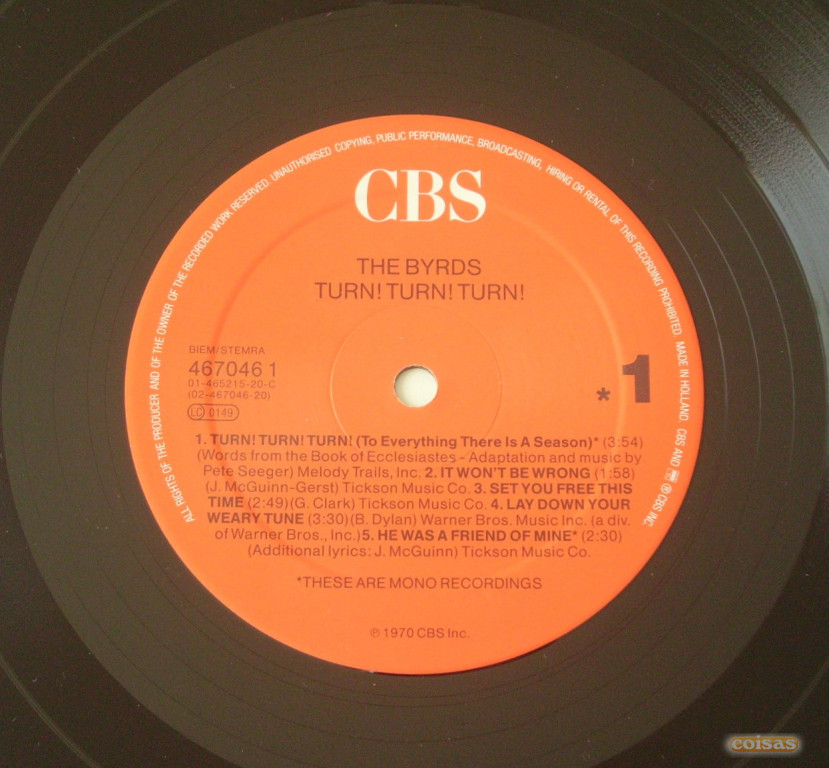 ALL RIGHTS OF THE PRODUCER AND OF THE OWNER OF THE RECORDED WORK RESERVED. UNAUTHORISED COPYING, PUBLIC PERFORMANCE, BROADCASTING, HIRING OR RENTAL OF THIS RECORDING PROHIBITED. MADE IN HOLLAND. CBS AND ℗ CBS INC.
CBS
THE BYRDS
TURN! TURN! TURN!
BIEM/STEMRA
467046 1
01-465215-20-C
(02-467046-20)
LC 0149
* 1
1. TURN! TURN! TURN! (To Everything There Is A Season)* (3:54)
(Words from the Book of Ecclesiastes - Adaptation and music by
Pete Seeger) Melody Trails, Inc. 2. IT WON'T BE WRONG (1:58)
(J. McGuinn-Gerst) Tickson Music Co. 3. SET YOU FREE THIS
TIME (2:49) (G. Clark) Tickson Music Co. 4. LAY DOWN YOUR
WEARY TUNE (3:30) (B. Dylan) Warner Bros. Music Inc. (a div.
of Warner Bros., Inc.) 5. HE WAS A FRIEND OF MINE* (2:30)
(Additional lyrics: J. McGuinn) Tickson Music Co.
*THESE ARE MONO RECORDINGS
℗ 1970 CBS Inc.
coisas